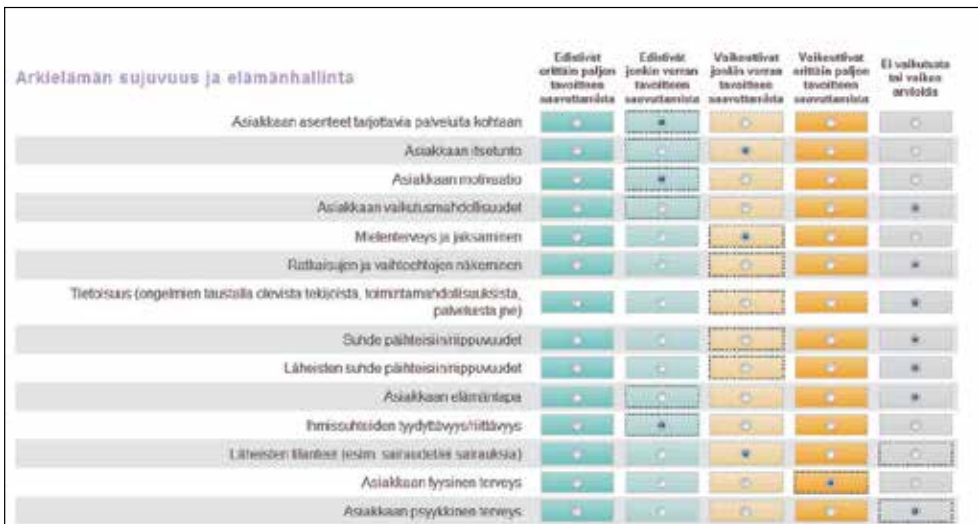 Arkielämän sujuvuus ja elämänhallinta
Edistivät erittäin paljon tavoitteen saavuttamista
Edistivät jonkin verran tavoitteen saavuttamista
Vaikeuttivat jonkin verran tavoitteen saavuttamista
Vaikeuttivat erittäin paljon tavoitteen saavuttamista
Ei vaikutusta tai vaikea arvioida
Asiakkaan asenteet tarjottavia palveluita kohtaan
Asiakkaan itsetunto
Asiakkaan motivaatio
Asiakkaan vaikutusmahdollisuudet
Mielenterveys ja jaksaminen
Ratkaisujen ja vaihtoehtojen näkeminen
Tietoisuus (ongelmien taustalla olevista tekijöistä, toimintamahdollisuuksista,
palveluista jne)
Suhde päihteisiin/riippuvuudet
Läheisten suhde päihteisiin/riippuvuudet
Asiakkaan elämäntapa
Ihmissuhteiden tyydyttävyys/riittävyys
Läheisten tilanteet (esim. sairaudet/ei sairauksia)
Asiakkaan fyysinen terveys
Asiakkaan psyykkinen terveys